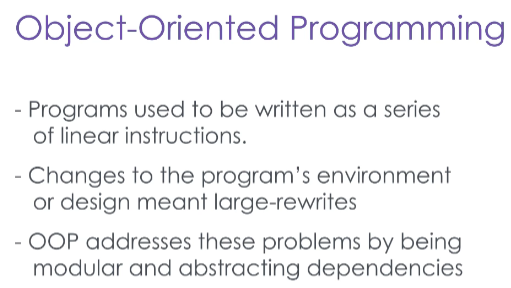 Object-Oriented Programming
- Programs used to be written as a series
of linear instructions.
- Changes to the program's environment
or design meant large-rewrites
- OOP addresses these problems by being
modular and abstracting dependencies